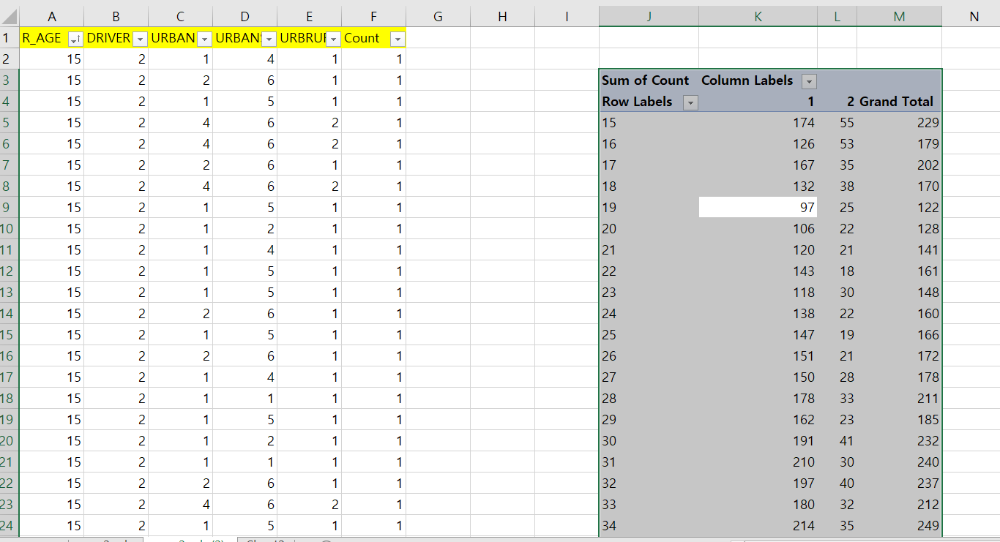 A B C D E F G H I J K L M N
1 R_AGE DRIVER URBAN URBANS URBRUR Count
2 15 2 1 4 1 1
3 15 2 2 6 1 1 Sum of Count Column Labels
4 15 2 1 5 1 1 Row Labels 1 2 Grand Total
5 15 2 4 6 2 1 15 174 55 229
6 15 2 4 6 2 1 16 126 53 179
7 15 2 2 6 1 1 17 167 35 202
8 15 2 4 6 2 1 18 132 38 170
9 15 2 1 5 1 1 19 97 25 122
10 15 2 1 2 1 1 20 106 22 128
11 15 2 1 4 1 1 21 120 21 141
12 15 2 1 5 1 1 22 143 18 161
13 15 2 1 5 1 1 23 118 30 148
14 15 2 2 6 1 1 24 138 22 160
15 15 2 1 5 1 1 25 147 19 166
16 15 2 2 6 1 1 26 151 21 172
17 15 2 1 4 1 1 27 150 28 178
18 15 2 1 1 1 1 28 178 33 211
19 15 2 1 5 1 1 29 162 23 185
20 15 2 1 2 1 1 30 191 41 232
21 15 2 1 1 1 1 31 210 30 240
22 15 2 2 6 1 1 32 197 40 237
23 15 2 4 6 2 1 33 180 32 212
24 15 2 1 5 1 1 34 214 35 249